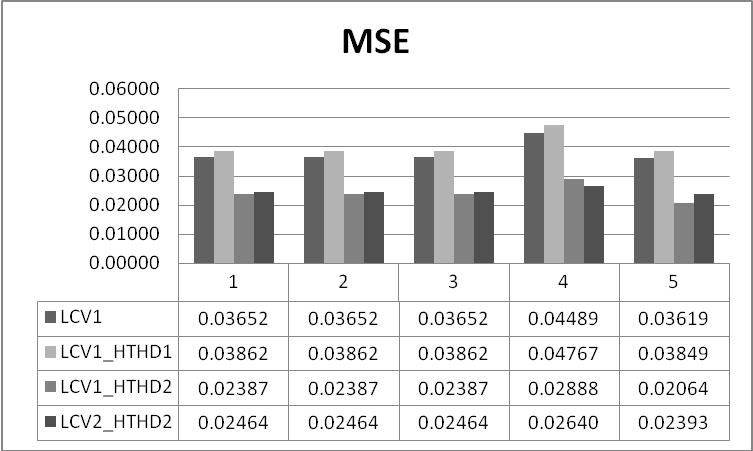 MSE
0.06000
0.05000
0.04000
0.03000
0.02000
0.01000
0.00000
1 2 3 4 5
LCV1 0.03652 0.03652 0.03652 0.04489 0.03619
LCV1_HTHD1 0.03862 0.03862 0.03862 0.04767 0.03849
LCV1_HTHD2 0.02387 0.02387 0.02387 0.02888 0.02064
LCV2_HTHD2 0.02464 0.02464 0.02464 0.02640 0.02393